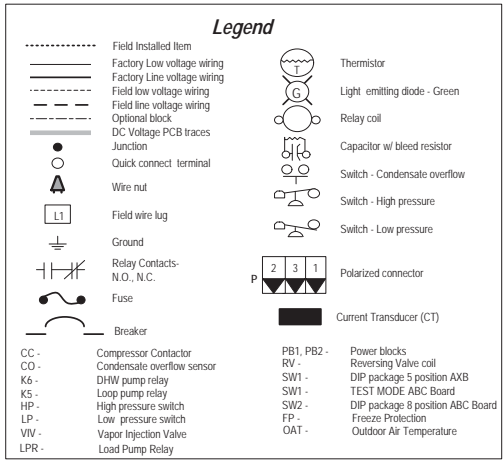 Legend
Field Installed Item
Factory Low voltage wiring
Factory Line voltage wiring
Field low voltage wiring
Field line voltage wiring
Optional block
DC Voltage PCB traces
Junction
Quick connect terminal
Wire nut
L1
Field wire lug
Ground
Relay Contacts-
N.O., N.C.
Fuse
Breaker
T
Thermistor
G
Light emitting diode - Green
Relay coil
Capacitor w/ bleed resistor
Switch - Condensate overflow
Switch - High pressure
Switch - Low pressure
P 2 3 1
Polarized connector
Current Transducer (CT)
CC - Compressor Contactor
CO - Condensate overflow sensor
K6 - DHW pump relay
K5 - Loop pump relay
HP - High pressure switch
LP - Low pressure switch
VIV - Vapor Injection Valve
LPR - Load Pump Relay
PB1, PB2 - Power blocks
RV - Reversing Valve coil
SW1 - DIP package 5 position AXB
SW1 - TEST MODE ABC Board
SW2 - DIP package 8 position ABC Board
FP - Freeze Protection
OAT - Outdoor Air Temperature